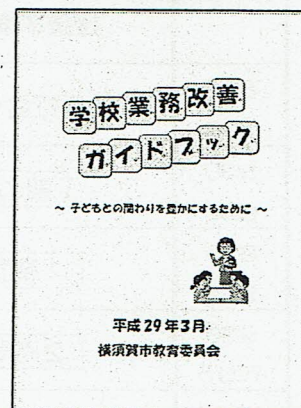 学校業務改善
ガイドブック
～ 子どもとの関わりを豊かにするために ～
平成29年3月
横須賀市教育委員会